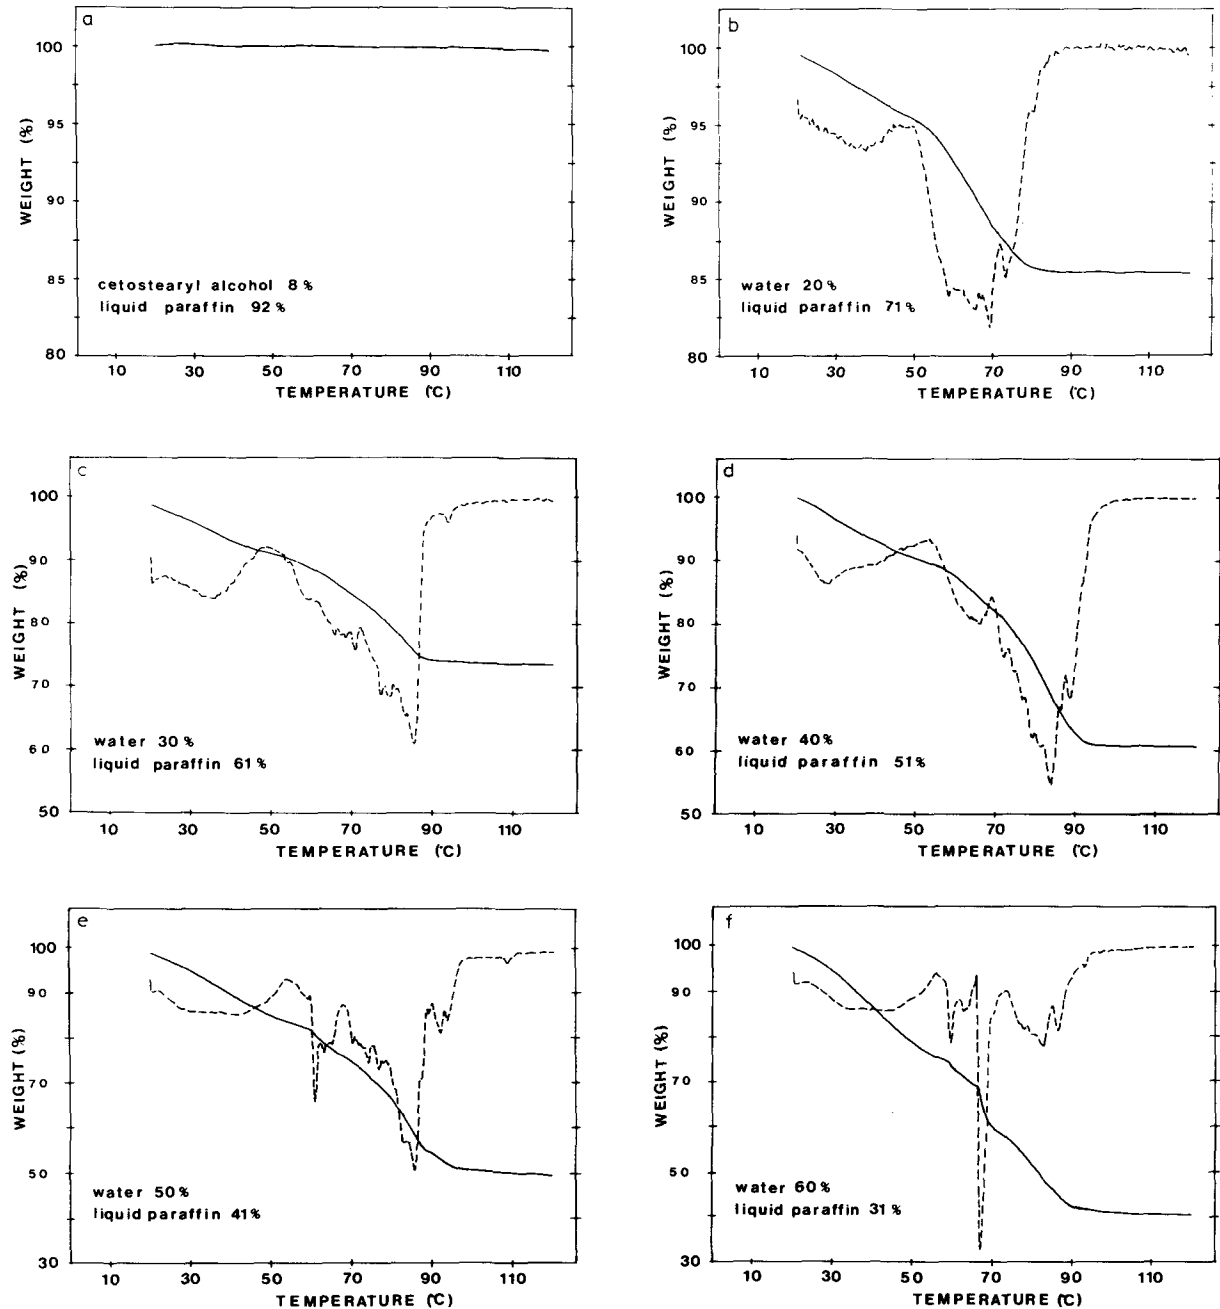 a
100
95
90
85
80
WEIGHT (%)
cetostearyl alcohol 8%
liquid paraffin 92%
10 30 50 70 90 110
TEMPERATURE (°C)
b
100
95
90
85
80
WEIGHT (%)
water 20%
liquid paraffin 71%
10 30 50 70 90 110
TEMPERATURE (°C)
c
100
90
80
70
60
50
WEIGHT (%)
water 30%
liquid paraffin 61%
10 30 50 70 90 110
TEMPERATURE (°C)
d
100
90
80
70
60
50
WEIGHT (%)
water 40%
liquid paraffin 51%
10 30 50 70 90 110
TEMPERATURE (°C)
e
100
90
70
50
30
WEIGHT (%)
water 50%
liquid paraffin 41%
10 30 50 70 90 110
TEMPERATURE (°C)
f
100
90
70
50
30
WEIGHT (%)
water 60%
liquid paraffin 31%
10 30 50 70 90 110
TEMPERATURE (°C)